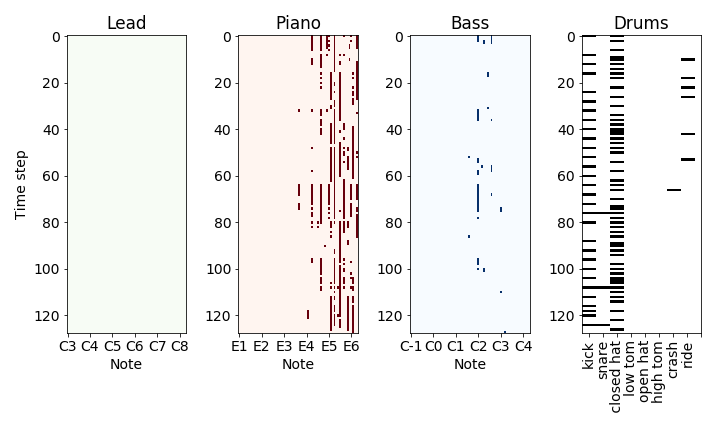 Lead
Piano
Bass
Drums
Time step
0
20
40
60
80
100
120
C3 C4 C5 C6 C7 C8
Note
0
20
40
60
80
100
120
E1 E2 E3 E4 E5 E6
Note
0
20
40
60
80
100
120
C-1 C0 C1 C2 C3 C4
Note
0
20
40
60
80
100
120
kick
snare
closed hat
low tom
open hat
high tom
crash
ride